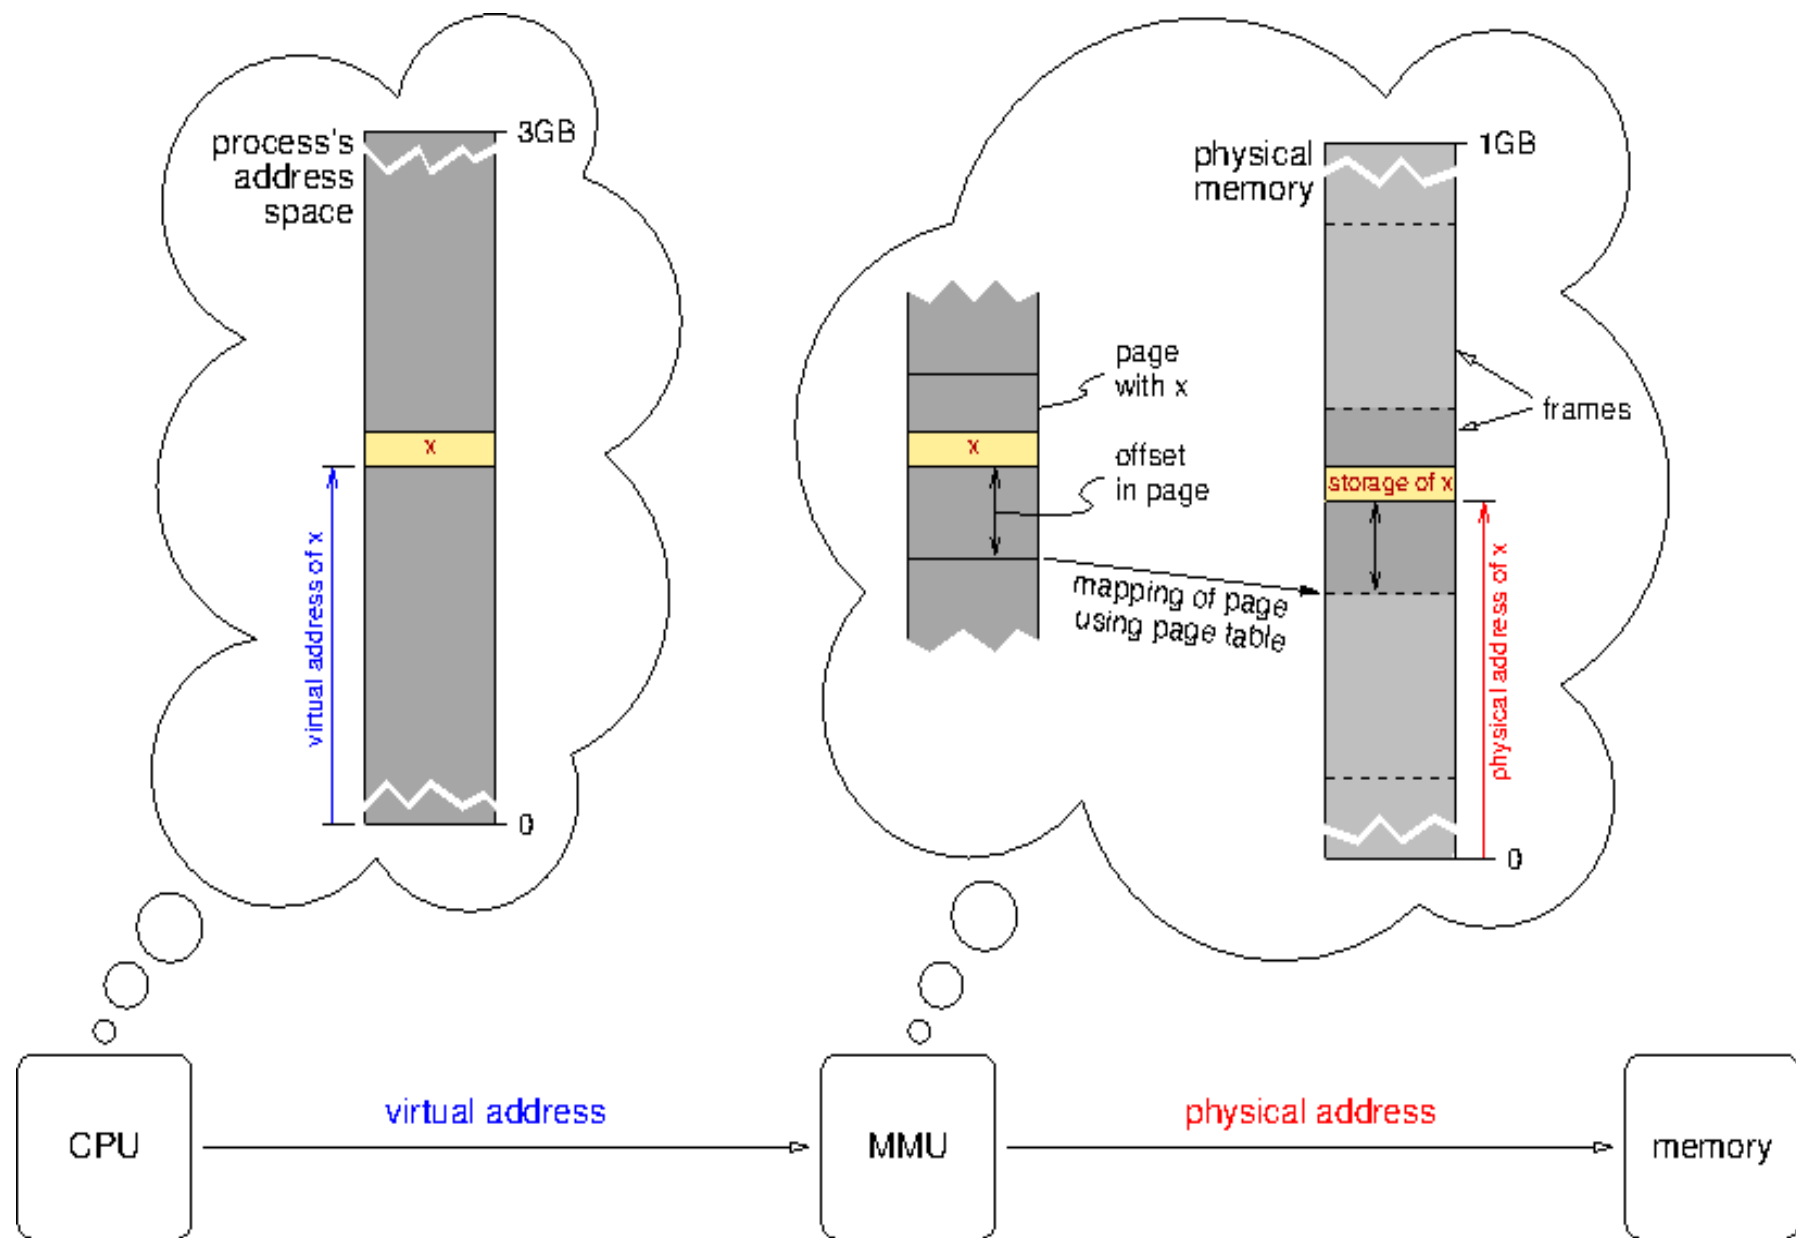 process's
address
space
3GB
x
virtual address of x
0
physical
memory
1GB
page
with x
x
offset
in page
frames
storage of x
mapping of page
using page table
physical address of x
0
CPU
virtual address
MMU
physical address
memory